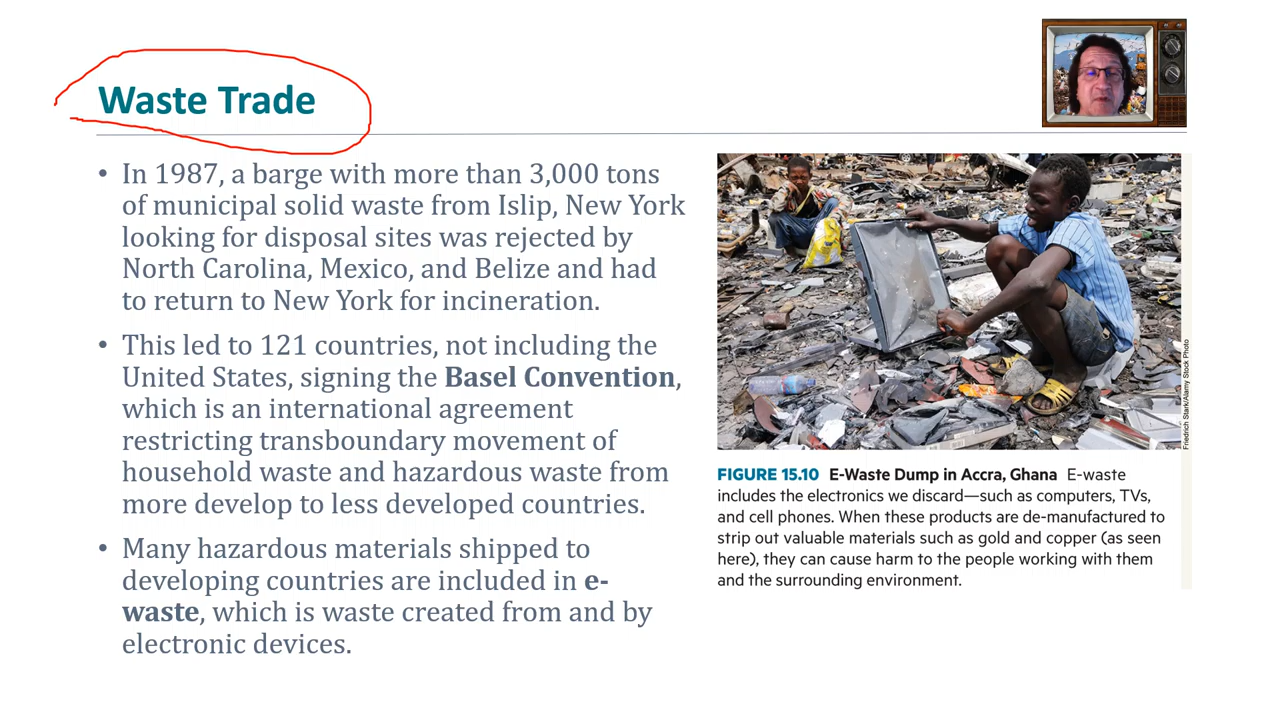 Waste Trade
• In 1987, a barge with more than 3,000 tons
of municipal solid waste from Islip, New York
looking for disposal sites was rejected by
North Carolina, Mexico, and Belize and had
to return to New York for incineration.
• This led to 121 countries, not including the
United States, signing the Basel Convention,
which is an international agreement
restricting transboundary movement of
household waste and hazardous waste from
more develop to less developed countries.
• Many hazardous materials shipped to
developing countries are included in e-
waste, which is waste created from and by
electronic devices.
Friedrich Stark/Alamy Stock Photo
FIGURE 15.10 E-Waste Dump in Accra, Ghana E-waste
includes the electronics we discard—such as computers, TVs,
and cell phones. When these products are de-manufactured to
strip out valuable materials such as gold and copper (as seen
here), they can cause harm to the people working with them
and the surrounding environment.